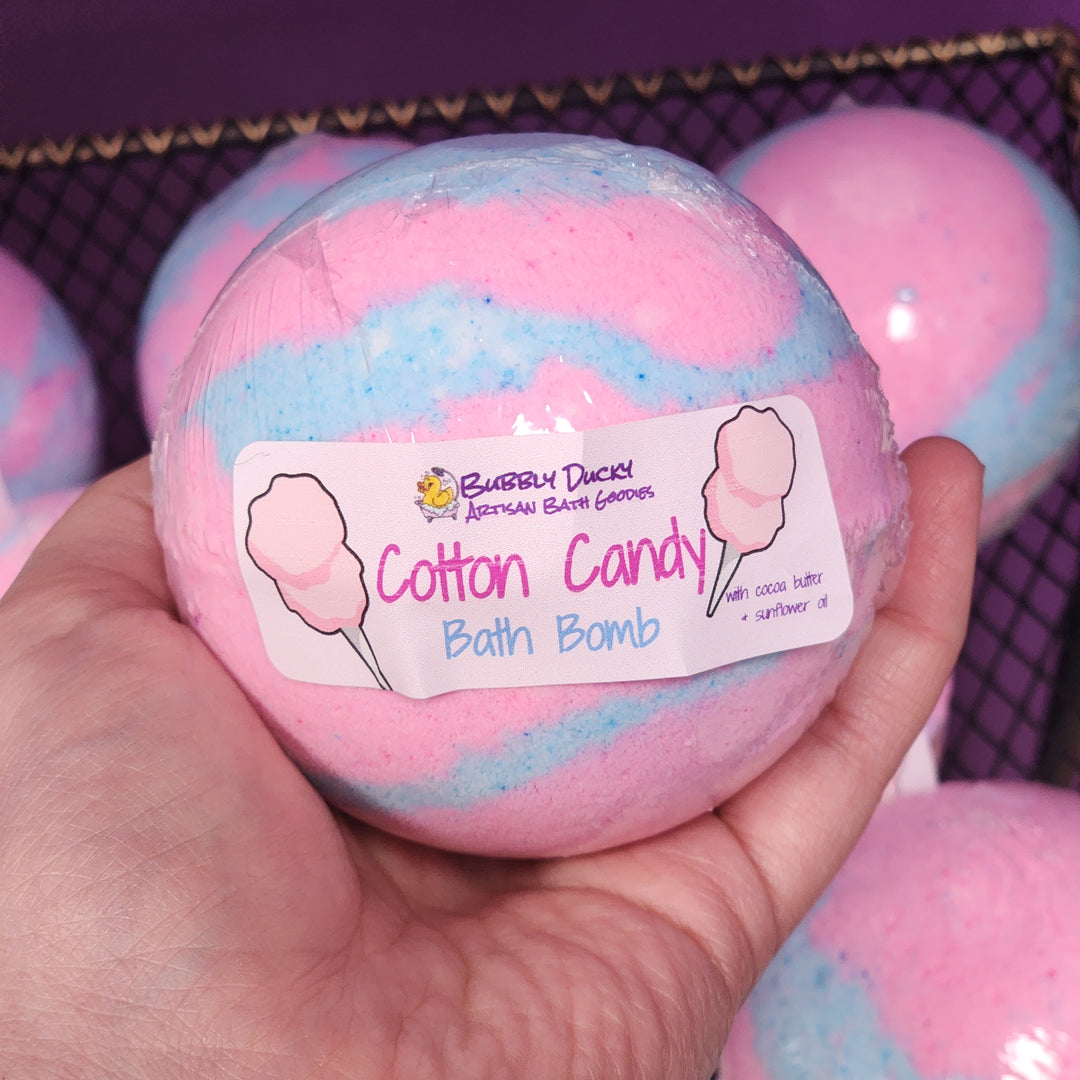 Bubbly Ducky
Artisan Bath Goodies
Cotton Candy
Bath Bomb
with cocoa butter
+ sunflower oil